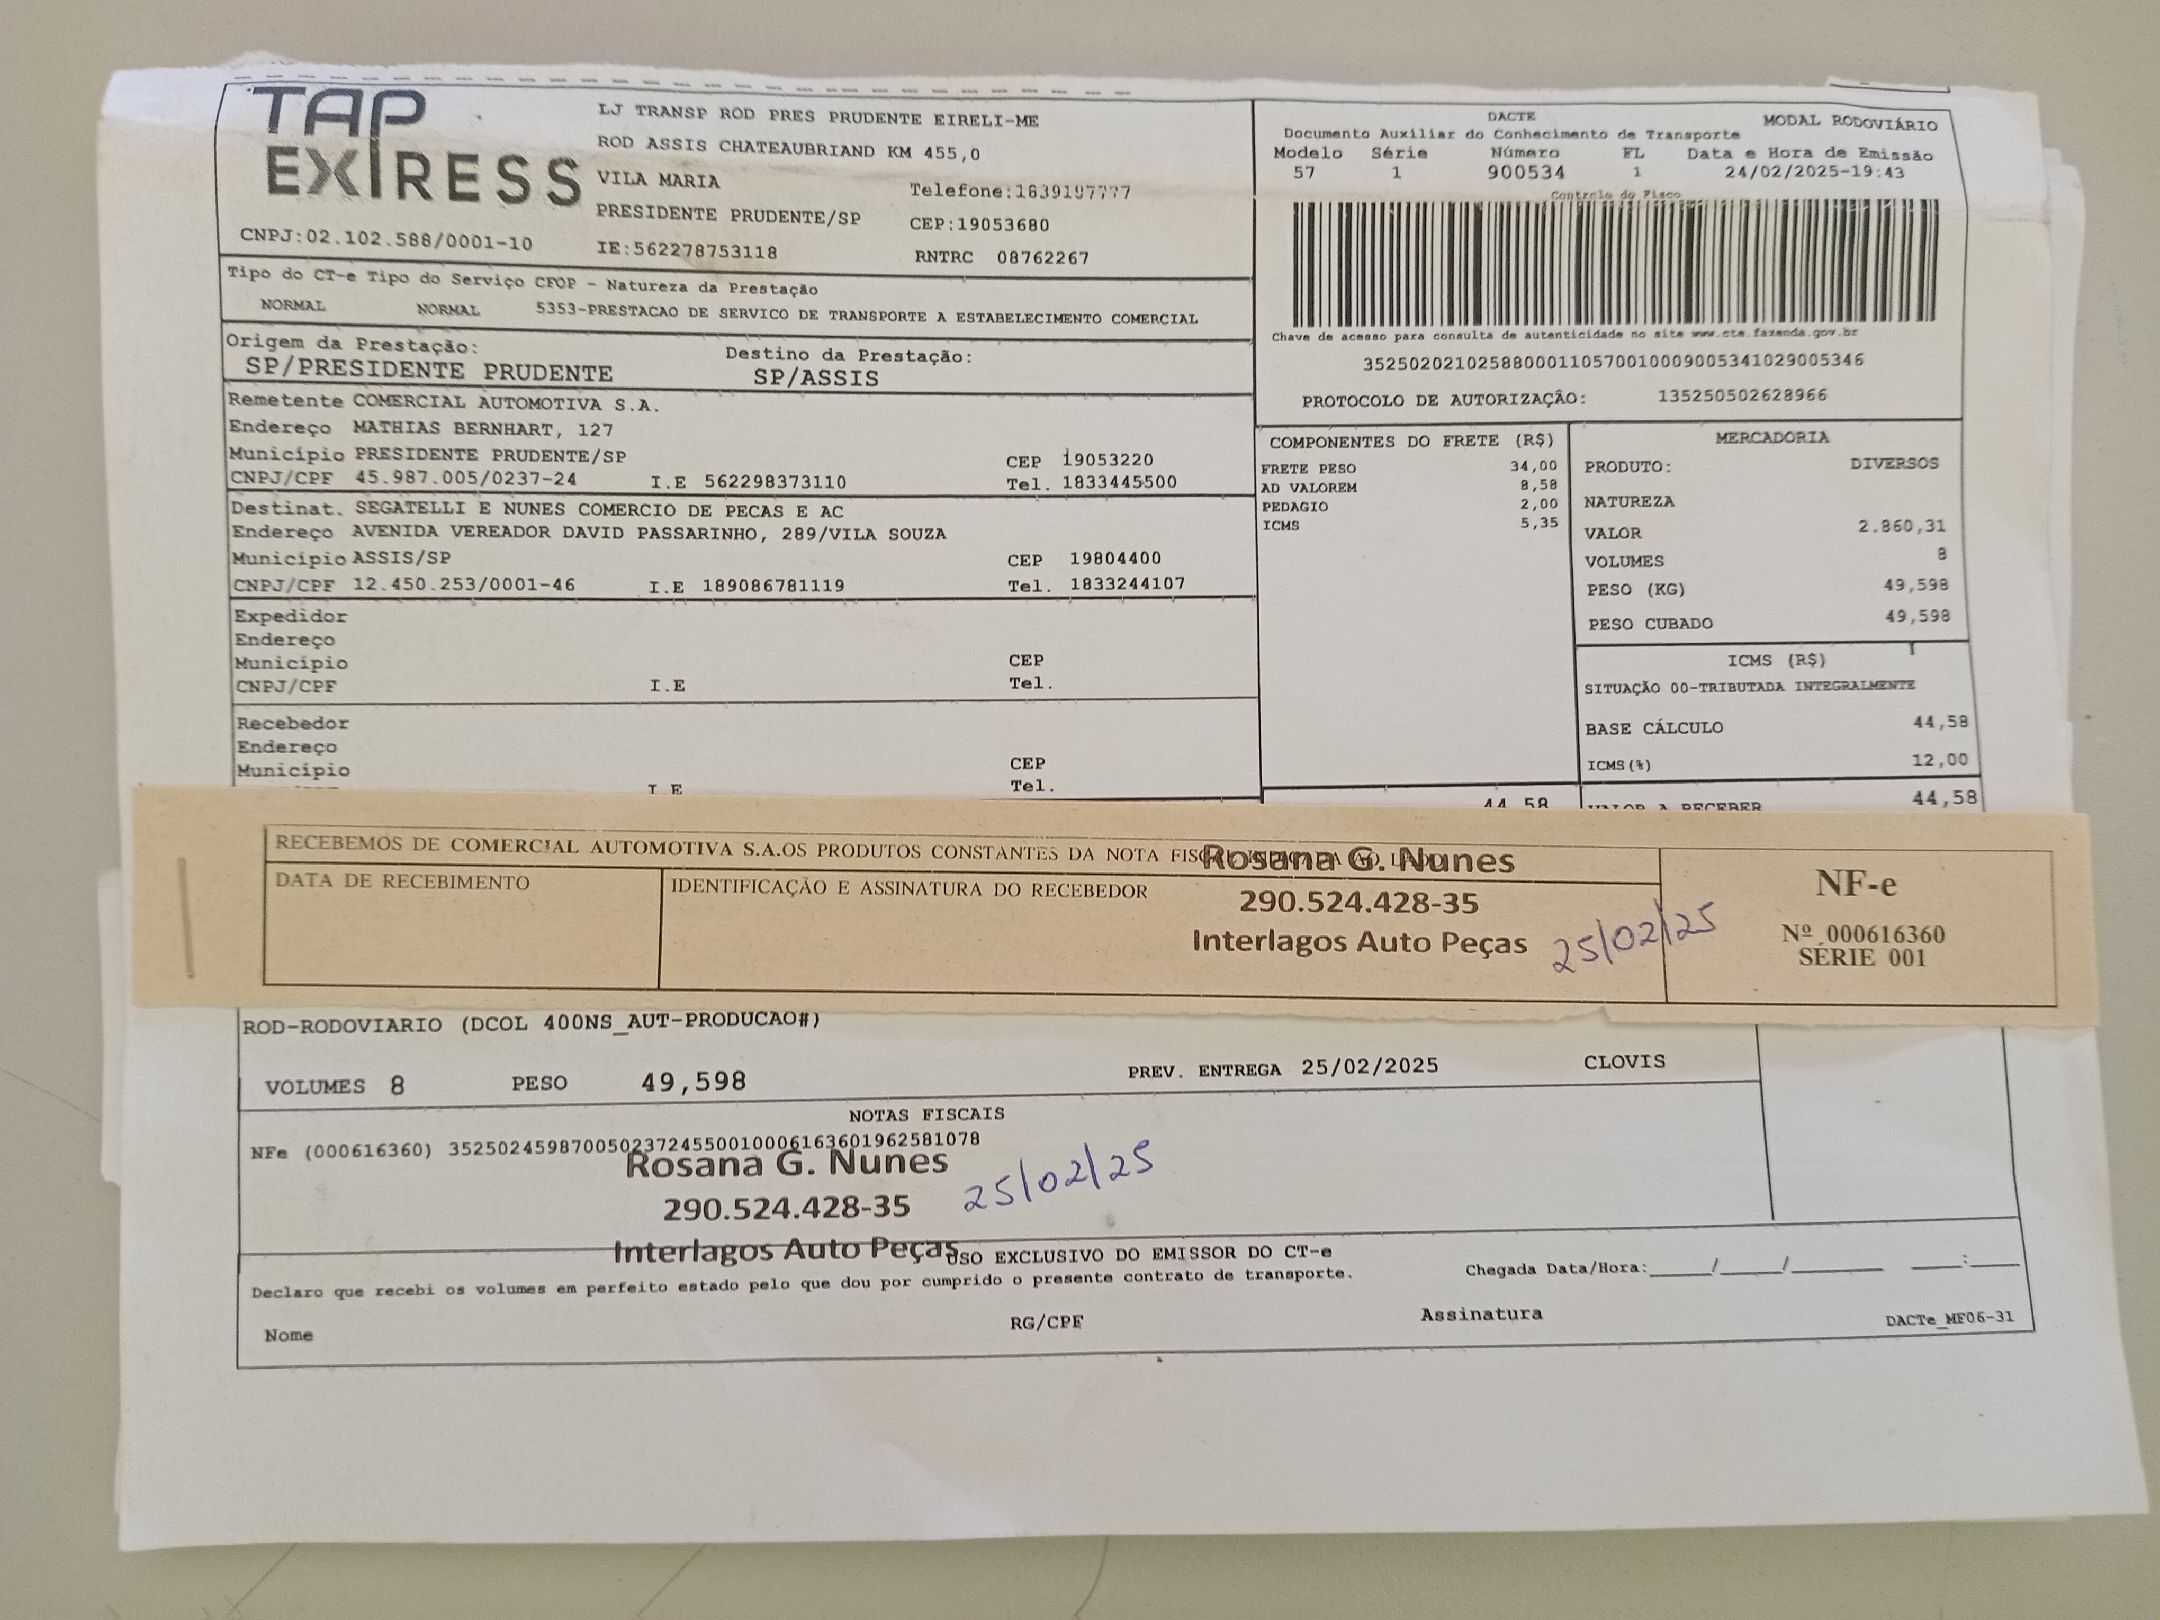 TAP
EXPRESS
LJ TRANSP ROD PRES PRUDENTE EIRELI-ME
ROD ASSIS CHATEAUBRIAND KM 455,0
VILA MARIA
Telefone:1839197777
PRESIDENTE PRUDENTE/SP
CEP:19053680
CNPJ:02.102.588/0001-10
IE:562278753118
RNTRC 08762267
DACTE
MODAL RODOVIÁRIO
Documento Auxiliar do Conhecimento de Transporte
Modelo Série Número FL Data e Hora de Emissão
57 1 900534 1 24/02/2025-19:43
Controle do Fisco
Chave de acesso para consulta de autenticidade no site www.cte.fazenda.gov.br
35250202102588000110570010009005341029005346
PROTOCOLO DE AUTORIZAÇÂO: 135250502628966
Tipo do CT-e Tipo do Serviço CFOP - Natureza da Prestação
NORMAL NORMAL 5353-PRESTACAO DE SERVICO DE TRANSPORTE A ESTABELECIMENTO COMERCIAL
Origem da Prestação: Destino da Prestação:
SP/PRESIDENTE PRUDENTE SP/ASSIS
Remetente COMERCIAL AUTOMOTIVA S.A.
Endereço MATHIAS BERNHART, 127
Município PRESIDENTE PRUDENTE/SP CEP 19053220
CNPJ/CPF 45.987.005/0237-24 I.E 562298373110 Tel. 1833445500
Destinat. SEGATELLI E NUNES COMERCIO DE PECAS E AC
Endereço AVENIDA VEREADOR DAVID PASSARINHO, 289/VILA SOUZA
Município ASSIS/SP CEP 19804400
CNPJ/CPF 12.450.253/0001-46 I.E 189086781119 Tel. 1833244107
Expedidor
Endereço
Município CEP
CNPJ/CPF I.E Tel.
Recebedor
Endereço
Município CEP
I.E Tel.
COMPONENTES DO FRETE (R$)
FRETE PESO 34,00
AD VALOREM 8,58
PEDAGIO 2,00
ICMS 5,35
44,58
MERCADORIA
PRODUTO: DIVERSOS
NATUREZA
VALOR 2.860,31
VOLUMES 8
PESO (KG) 49,598
PESO CUBADO 49,598
ICMS (R$)
SITUAÇÃO 00-TRIBUTADA INTEGRALMENTE
BASE CÁLCULO 44,58
ICMS(%) 12,00
VALOR A RECEBER 44,58
RECEBEMOS DE COMERCIAL AUTOMOTIVA S.A.OS PRODUTOS CONSTANTES DA NOTA
DATA DE RECEBIMENTO
IDENTIFICAÇÃO E ASSINATURA DO RECEBEDOR
Rosana G. Nunes
290.524.428-35
Interlagos Auto Peças
25/02/25
NF-e
Nº 000616360
SÉRIE 001
ROD-RODOVIARIO (DCOL 400NS_AUT-PRODUCAO#)
VOLUMES 8 PESO 49,598 PREV. ENTREGA 25/02/2025 CLOVIS
NOTAS FISCAIS
NFe (000616360) 35250245987005023724550010006163601962581078
Rosana G. Nunes
290.524.428-35
25/02/25
Interlagos Auto Peças
USO EXCLUSIVO DO EMISSOR DO CT-e
Declaro que recebi os volumes em perfeito estado pelo que dou por cumprido o presente contrato de transporte.
Chegada Data/Hora:_____/_____/_______ ____:____
Nome RG/CPF Assinatura
DACTe_MF06-31